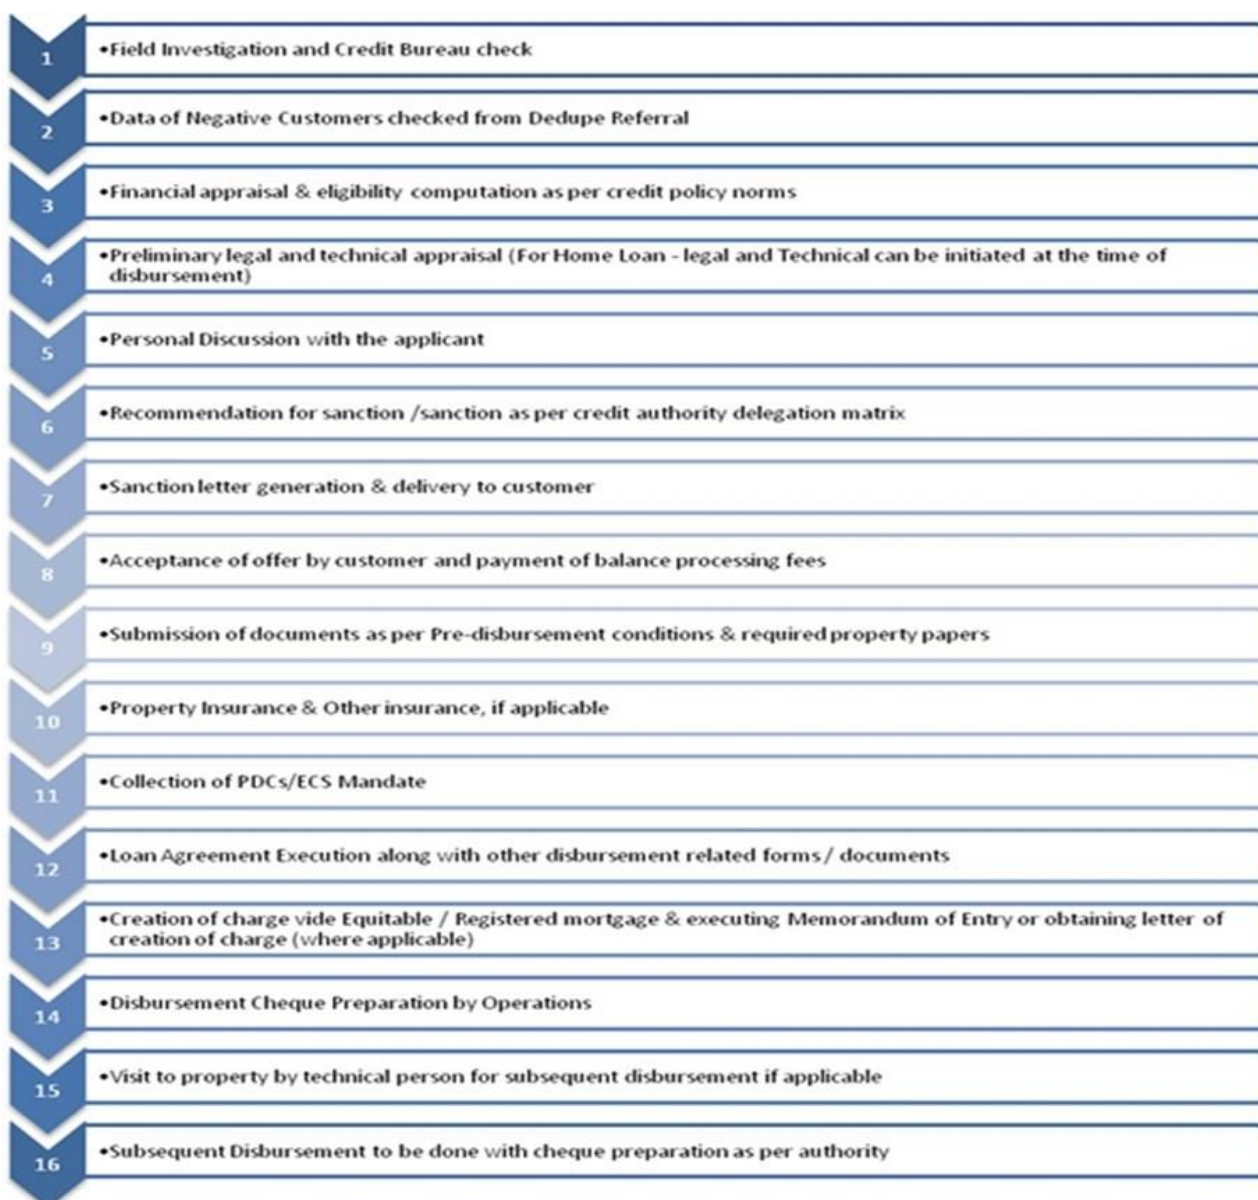 1
•Field Investigation and Credit Bureau check
2
•Data of Negative Customers checked from Dedupe Referral
3
•Financial appraisal & eligibility computation as per credit policy norms
4
•Preliminary legal and technical appraisal (For Home Loan - legal and Technical can be initiated at the time of
disbursement)
5
•Personal Discussion with the applicant
6
•Recommendation for sanction /sanction as per credit authority delegation matrix
7
•Sanction letter generation & delivery to customer
8
•Acceptance of offer by customer and payment of balance processing fees
9
•Submission of documents as per Pre-disbursement conditions & required property papers
10
•Property Insurance & Other insurance, if applicable
11
•Collection of PDCs/ECS Mandate
12
•Loan Agreement Execution along with other disbursement related forms / documents
13
•Creation of charge vide Equitable / Registered mortgage & executing Memorandum of Entry or obtaining letter of
creation of charge (where applicable)
14
•Disbursement Cheque Preparation by Operations
15
•Visit to property by technical person for subsequent disbursement if applicable
16
•Subsequent Disbursement to be done with cheque preparation as per authority